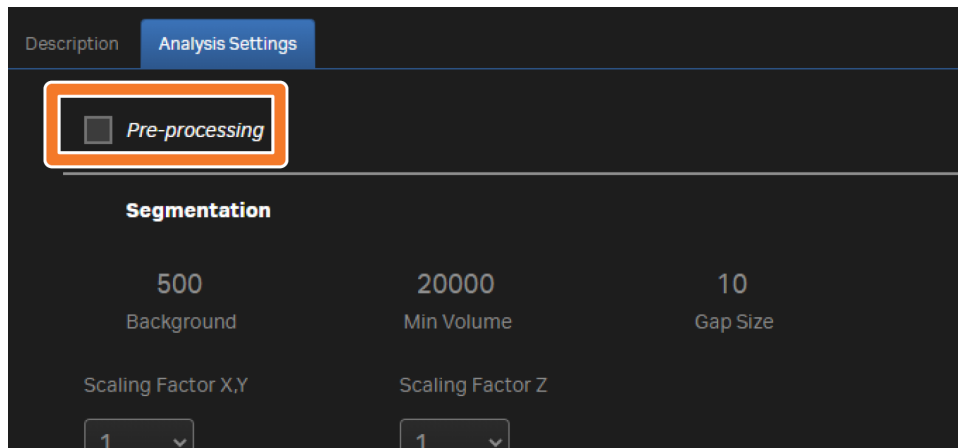 Description Analysis Settings
Pre-processing
Segmentation
500 20000 10
Background Min Volume Gap Size
Scaling Factor X,Y Scaling Factor Z
1 1